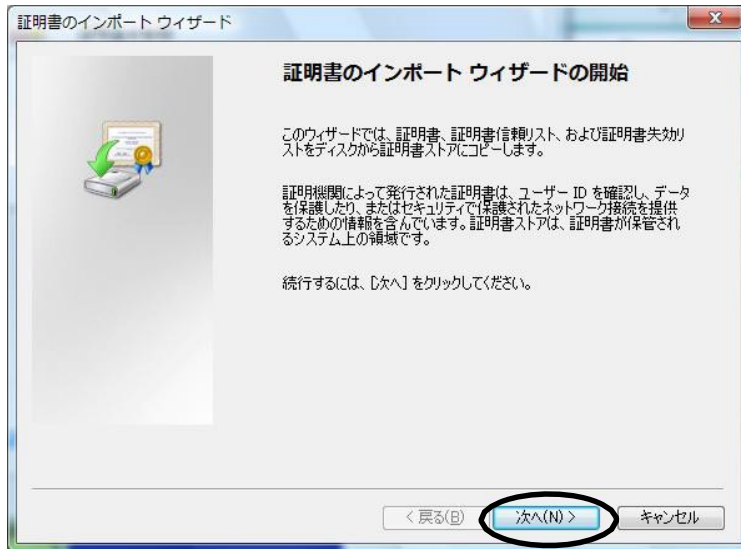 証明書のインポート ウィザード
証明書のインポート ウィザードの開始
このウィザードでは、証明書、証明書信頼リスト、および証明書失効リ
ストをディスクから証明書ストアにコピーします。
証明機関によって発行された証明書は、ユーザー ID を確認し、データ
を保護したり、またはセキュリティで保護されたネットワーク接続を提供
するための情報を含んでいます。証明書ストアは、証明書が保管され
るシステム上の領域です。
続行するには、[次へ] をクリックしてください。
< 戻る(B) 次へ(N) > キャンセル